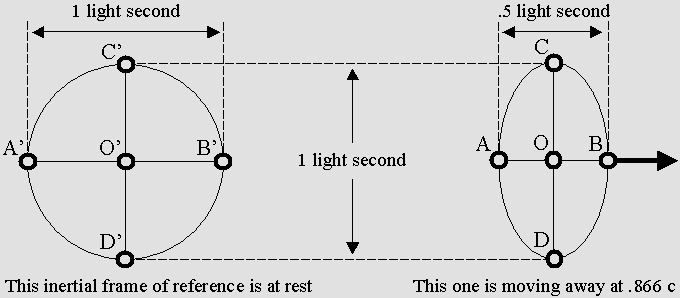 1 light second
.5 light second
C’
C
A’
O’
B’
1 light second
A
O
B
D’
D
This inertial frame of reference is at rest
This one is moving away at .866 c